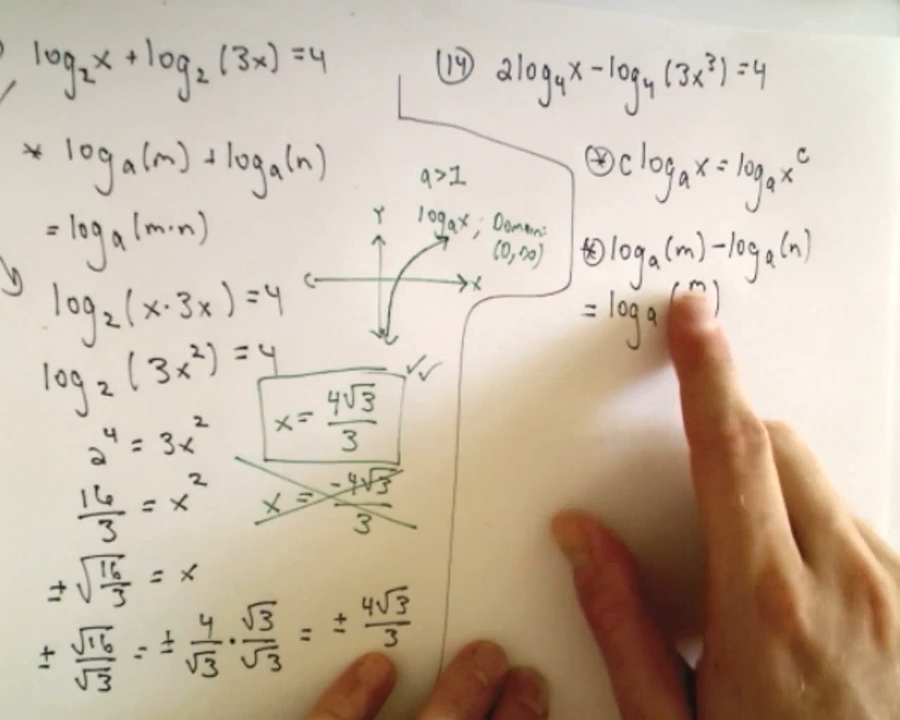 log₂x + log₂(3x) = 4
* logₐ(m) + logₐ(n)
= logₐ(m·n)
log₂(x·3x) = 4
log₂(3x²) = 4
2⁴ = 3x²
16/3 = x²
± √(16/3) = x
± √16/√3 = ± 4/√3 · √3/√3 = ± 4√3/3
a>1
logₐx; Domain:
(0,∞)
Y
X
x = 4√3/3 ✓✓
x = -4√3/3
(14) 2log₄x - log₄(3x³) = 4
(*) c logₐx = logₐxᶜ
(*) logₐ(m) - logₐ(n)
= logₐ(m )